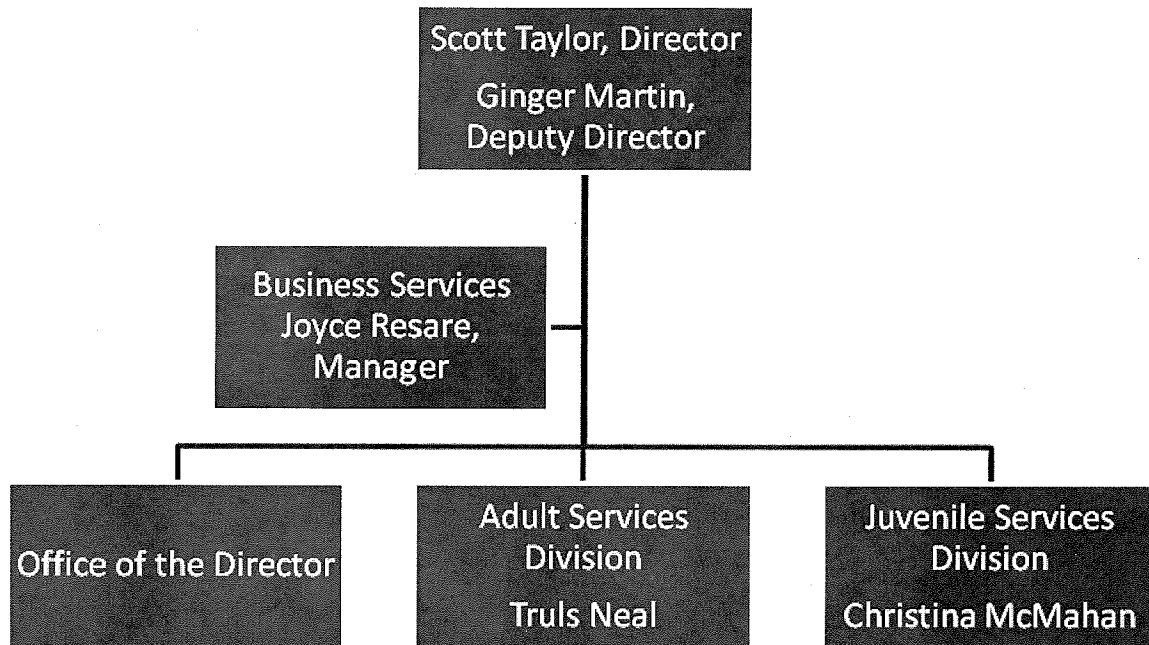 Scott Taylor, Director
Ginger Martin,
Deputy Director
Business Services
Joyce Resare,
Manager
Office of the Director
Adult Services
Division
Truls Neal
Juvenile Services
Division
Christina McMahan